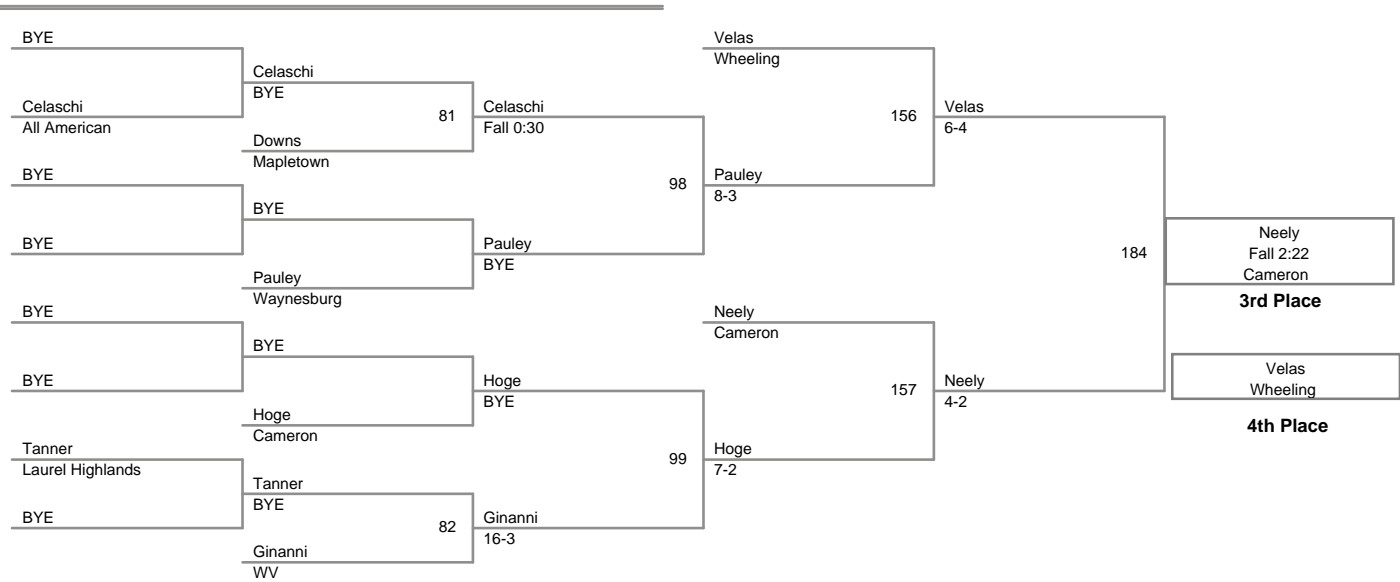 BYE
Celaschi
All American
BYE
BYE
BYE
BYE
Tanner
Laurel Highlands
BYE
Celaschi
BYE
81
Downs
Mapletown
BYE
Pauley
Waynesburg
BYE
Hoge
Cameron
Tanner
BYE
82
Ginanni
WV
Celaschi
Fall 0:30
98
Pauley
BYE
Hoge
BYE
99
Ginanni
16-3
Velas
Wheeling
156
Pauley
8-3
Neely
Cameron
157
Hoge
7-2
Velas
6-4
184
Neely
4-2
Neely
Fall 2:22
Cameron
3rd Place
Velas
Wheeling
4th Place